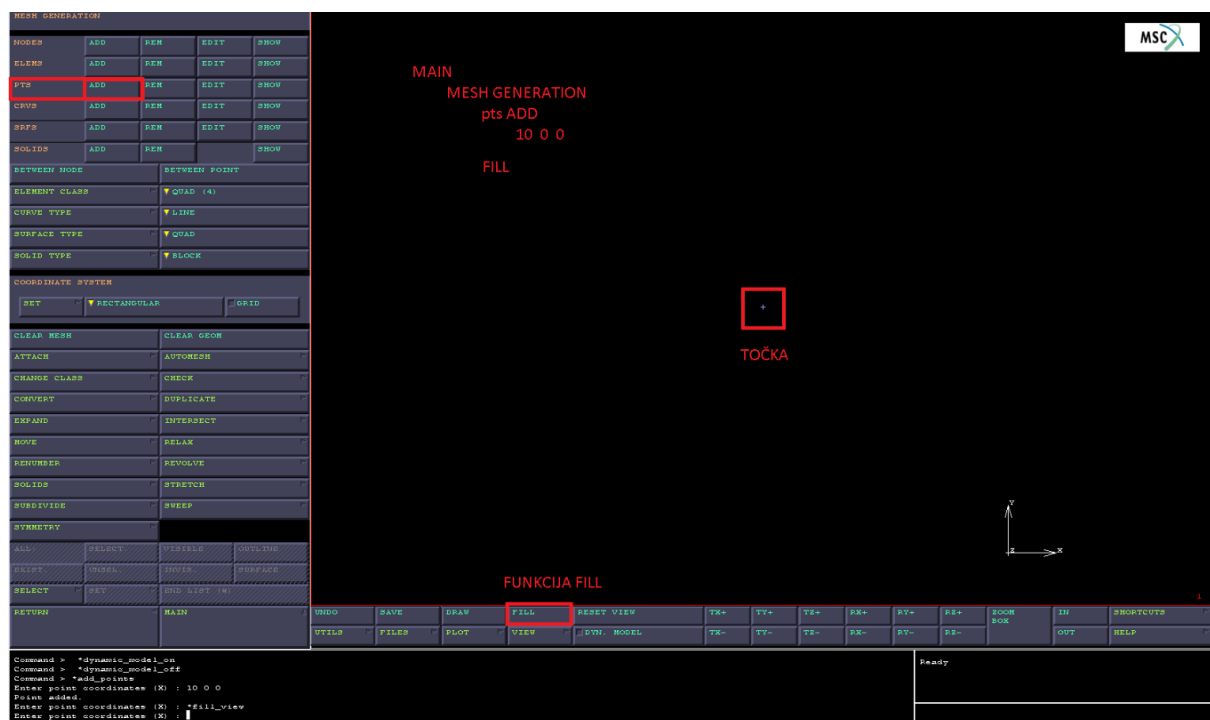 MESH GENERATION
NODES ADD REM EDIT SHOW
ELEMS ADD REM EDIT SHOW
PTS ADD REM EDIT SHOW
CRVS ADD REM EDIT SHOW
SRFS ADD REM EDIT SHOW
SOLIDS ADD REM SHOW
BETWEEN NODE BETWEEN POINT
ELEMENT CLASS QUAD (4)
CURVE TYPE LINE
SURFACE TYPE QUAD
SOLID TYPE BLOCK
COORDINATE SYSTEM
SET RECTANGULAR GRID
CLEAR MESH CLEAR GEOM
ATTACH AUTOMESH
CHANGE CLASS CHECK
CONVERT DUPLICATE
EXPAND INTERSECT
MOVE RELAX
RENUMBER REVOLVE
SOLIDS STRETCH
SUBDIVIDE SWEEP
SYMMETRY
ALL: SELECT. VISIBLE OUTLINE
EXIST. UNSEL. INVIS. SURFACE
SELECT SET END LIST (#)
RETURN MAIN
MSC
MAIN
MESH GENERATION
pts ADD
10 0 0
FILL
TOČKA
Y
Z X
FUNKCIJA FILL
1
UNDO SAVE DRAW FILL RESET VIEW TX+ TY+ TZ+ RX+ RY+ RZ+ ZOOM BOX IN SHORTCUTS
UTILS FILES PLOT VIEW DYN. MODEL TX- TY- TZ- RX- RY- RZ- OUT HELP
Command > *dynamic_model_on
Command > *dynamic_model_off
Command > *add_points
Enter point coordinates (X) : 10 0 0
Point added.
Enter point coordinates (X) : *fill_view
Enter point coordinates (X) :
Ready